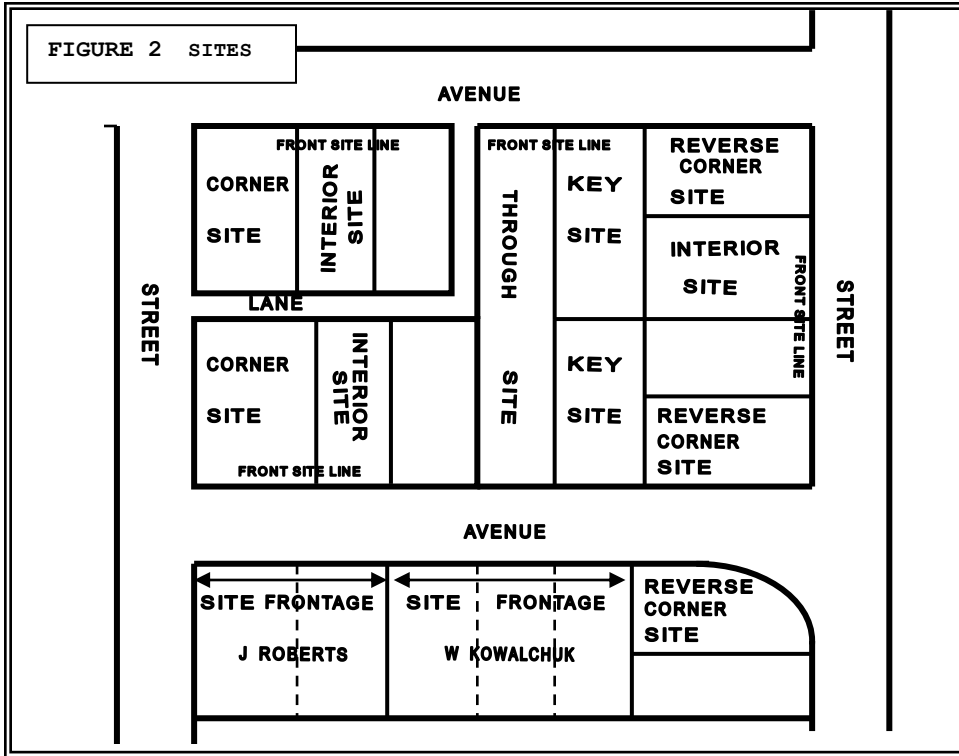 FIGURE 2 SITES
AVENUE
FRONT SITE LINE
CORNER
SITE
INTERIOR
SITE
FRONT SITE LINE
THROUGH
SITE
KEY
SITE
REVERSE
CORNER
SITE
INTERIOR
SITE
FRONT SITE LINE
STREET
LANE
STREET
CORNER
SITE
INTERIOR
SITE
FRONT SITE LINE
KEY
SITE
REVERSE
CORNER
SITE
AVENUE
SITE FRONTAGE
J ROBERTS
SITE FRONTAGE
W KOWALCHUK
REVERSE
CORNER
SITE